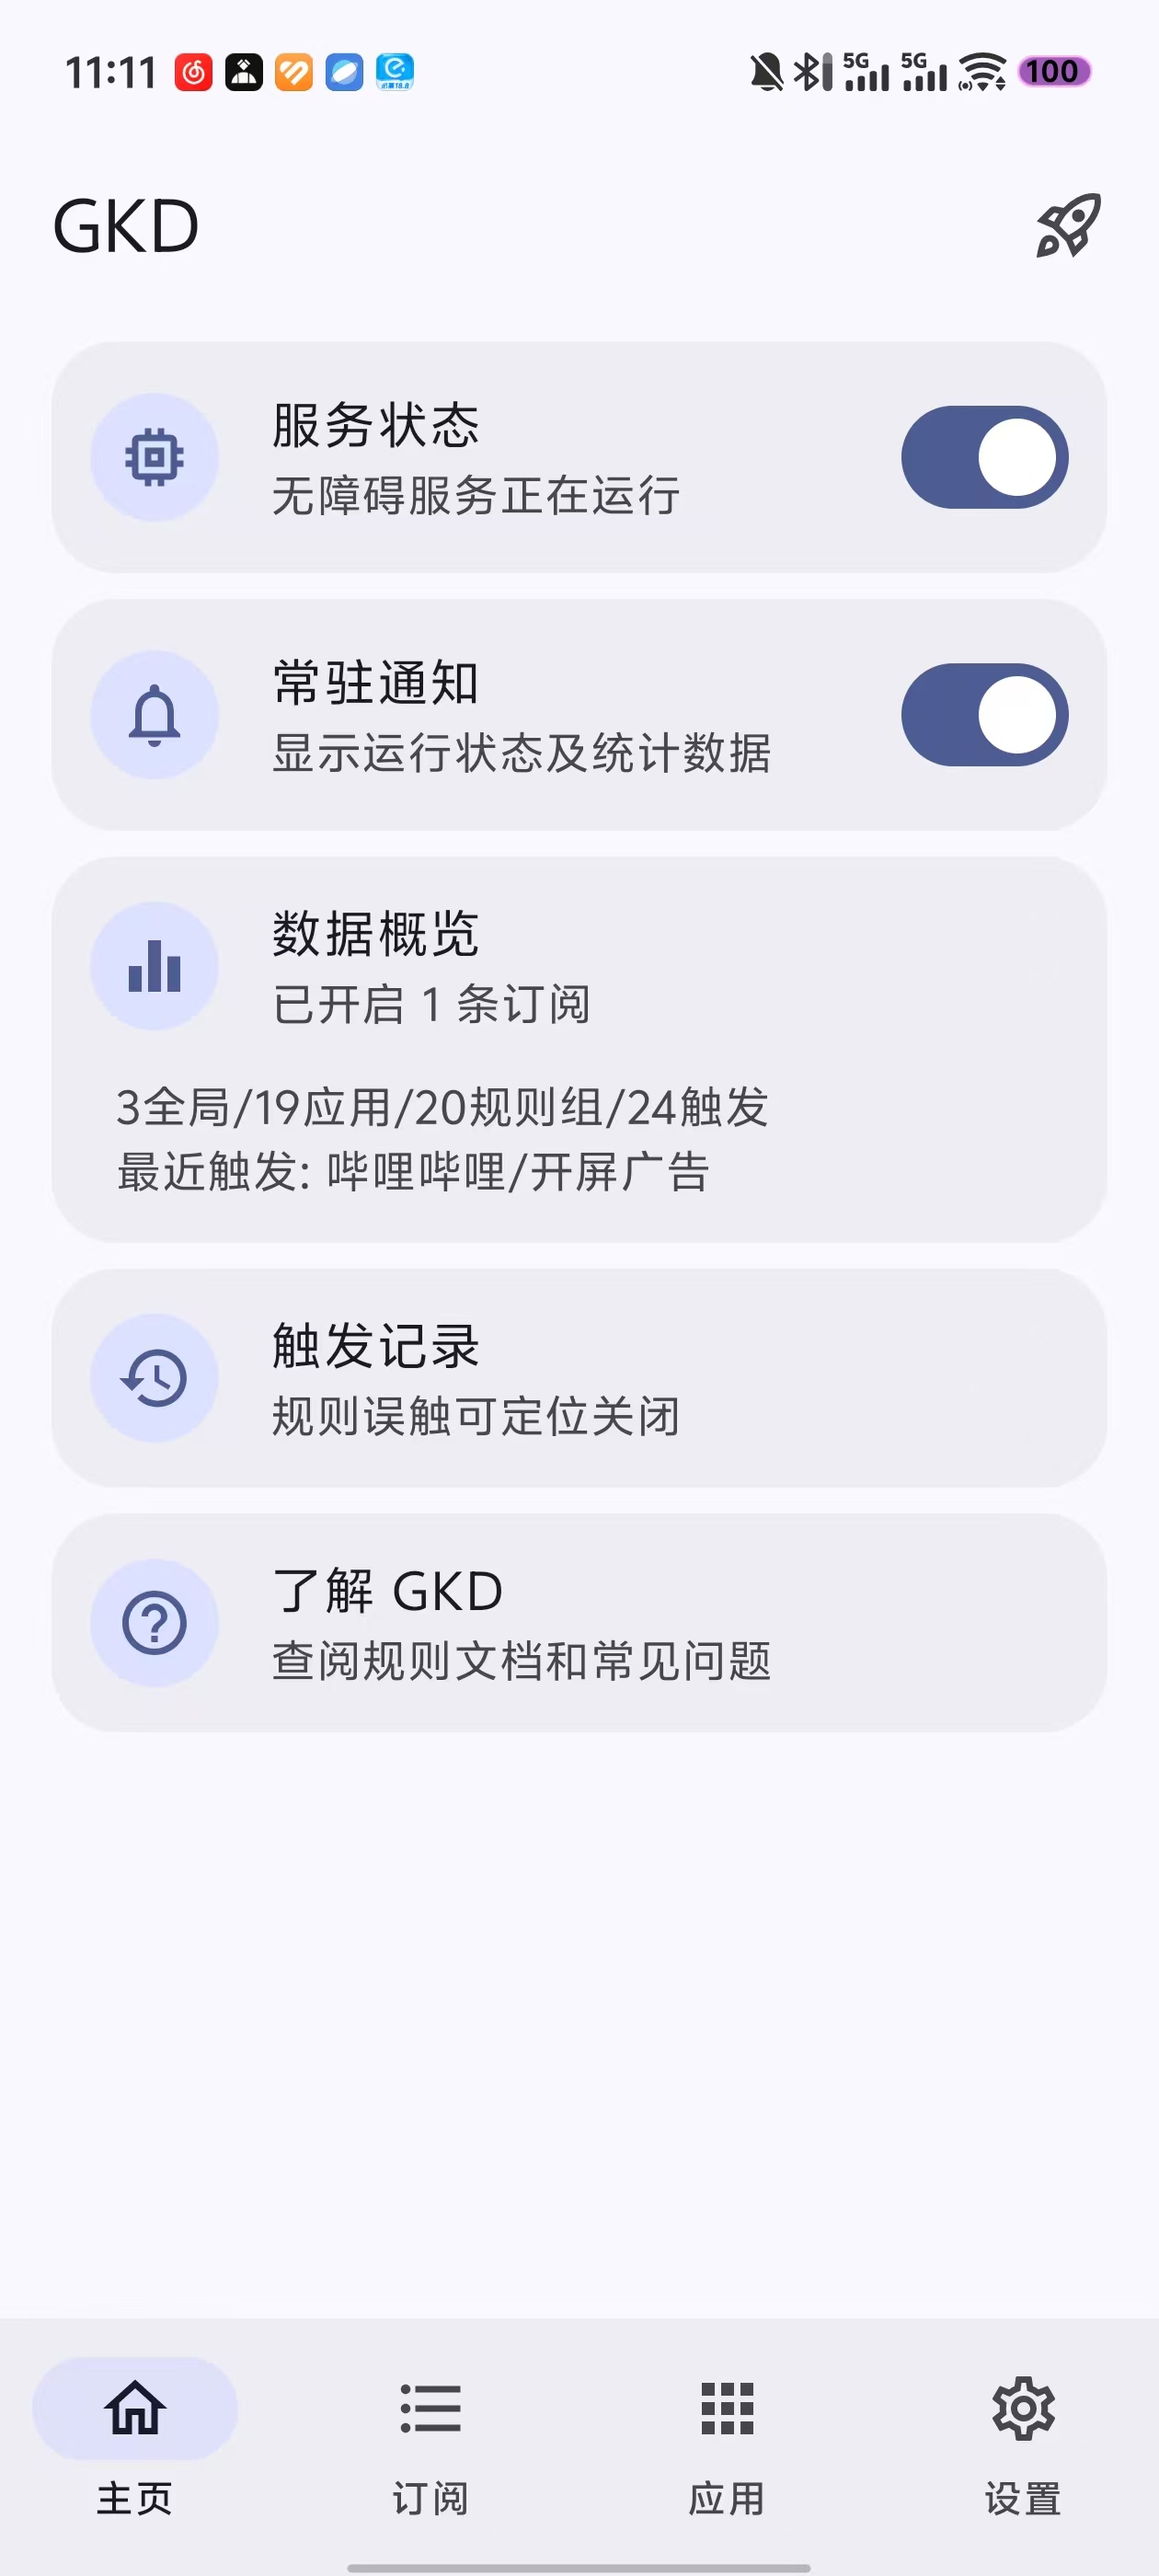 11:11
5G 5G 100
GKD
服务状态
无障碍服务正在运行
常驻通知
显示运行状态及统计数据
数据概览
已开启 1 条订阅
3全局/19应用/20规则组/24触发
最近触发: 哔哩哔哩/开屏广告
触发记录
规则误触可定位关闭
了解 GKD
查阅规则文档和常见问题
主页
订阅
应用
设置